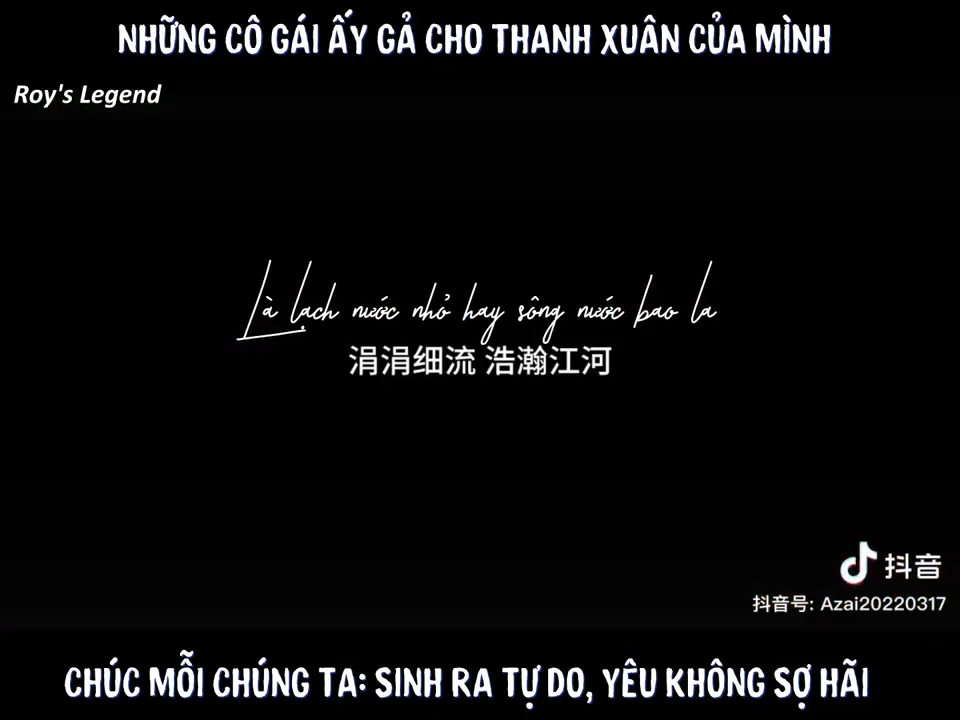 NHỮNG CÔ GÁI ẤY GẢ CHO THANH XUÂN CỦA MÌNH
Roy's Legend
Là lạch nước nhỏ hay sông nước bao la
涓涓细流 浩瀚江河
抖音
抖音号: Azai20220317
CHÚC MỖI CHÚNG TA: SINH RA TỰ DO, YÊU KHÔNG SỢ HÃI